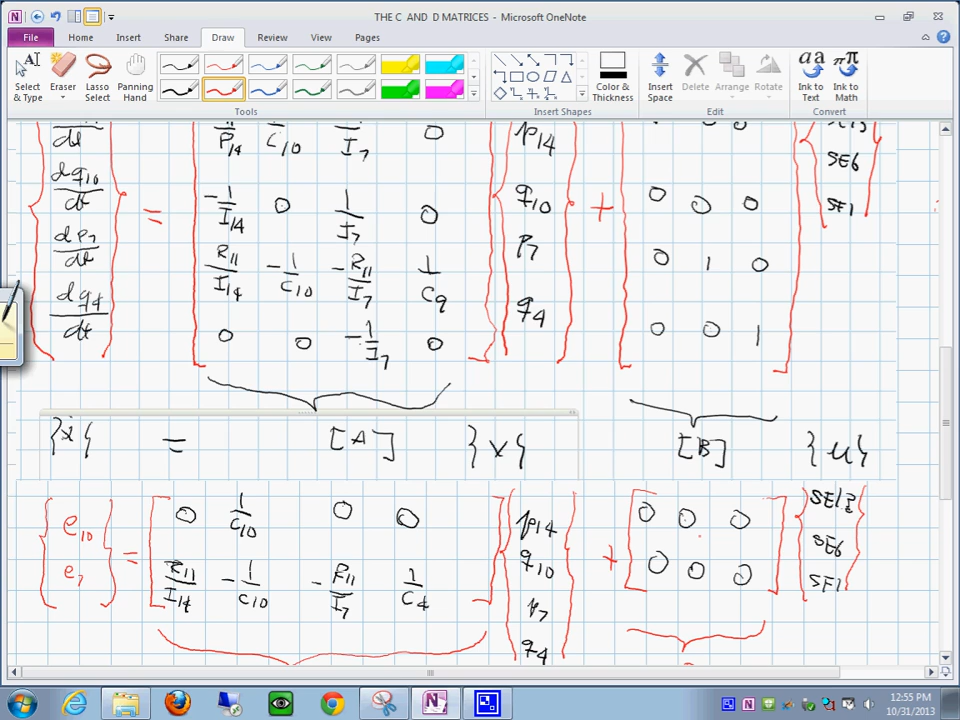 THE C AND D MATRICES - Microsoft OneNote
File Home Insert Share Draw Review View Pages
Select & Type Eraser Lasso Select Panning Hand Color & Thickness Insert Space Delete Arrange Rotate Ink to Text Ink to Math
Tools Insert Shapes Edit Convert
dt P14 C10 I7 0 p14
SE6
dq10/dt = -1/I14 0 1/I7 0 q10 + 0 0 0 SF1
dP7/dt R11/I14 -1/C10 -R11/I7 1/C9 P7 0 1 0
dq4/dt 0 0 -1/I7 0 q4 0 0 1
{ẋ} = [A] {x} [B] {u}
e10 0 1/C10 0 0 p14 0 0 0 SE13
= q10 + SE6
e7 R11/I14 -1/C10 -R11/I7 1/C4 P7 0 0 0 SF1
q4
12:55 PM
10/31/2013